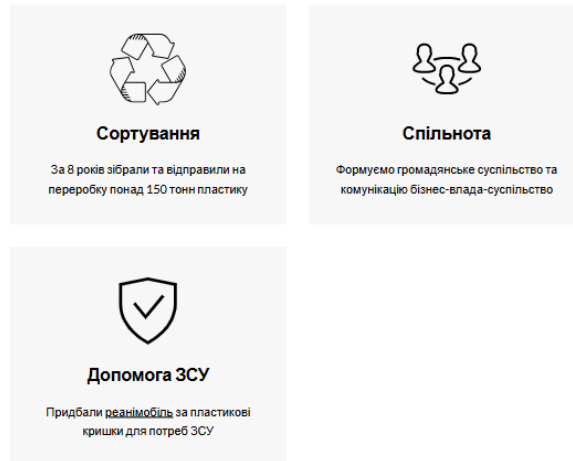 Сортування
За 8 років зібрали та відправили на
переробку понад 150 тонн пластику
Спільнота
Формуємо громадянське суспільство та
комунікацію бізнес-влада-суспільство
Допомога ЗСУ
Придбали реанімобіль за пластикові
кришки для потреб ЗСУ